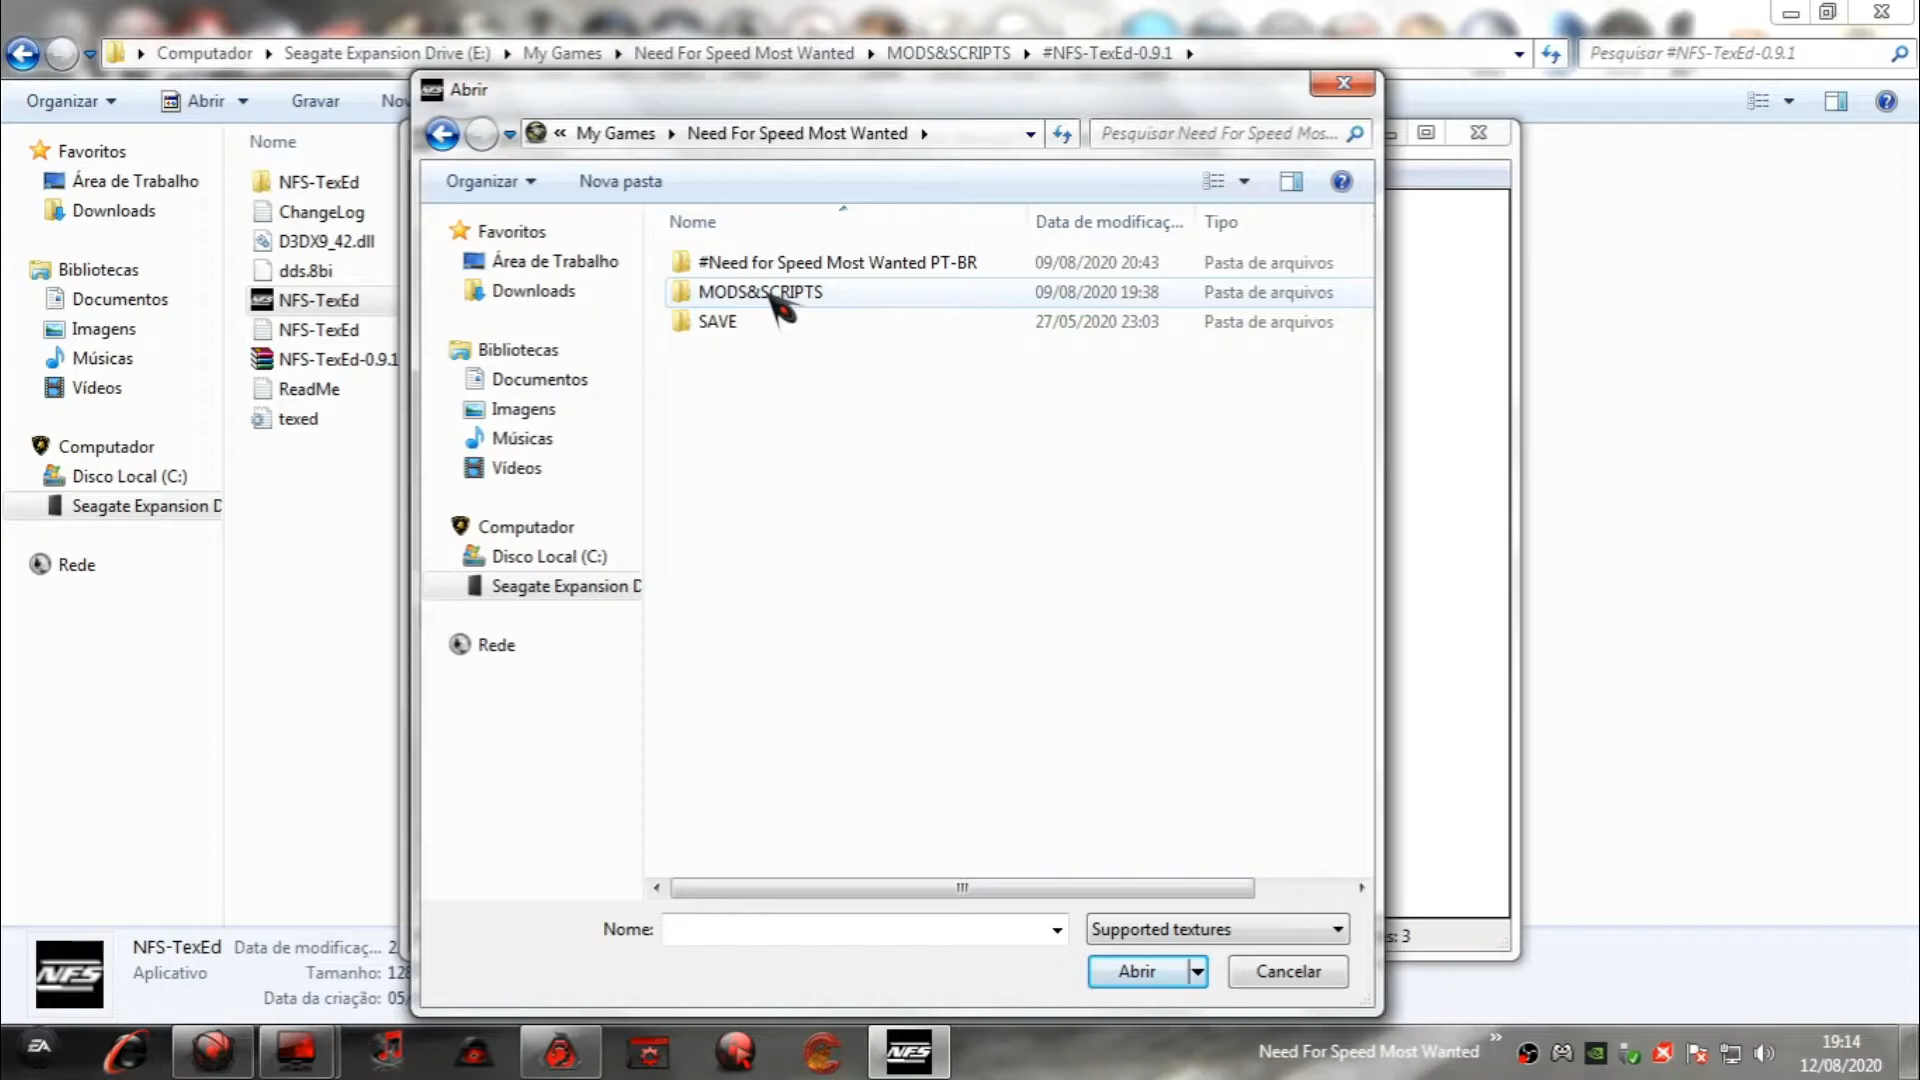 Computador ▸ Seagate Expansion Drive (E:) ▸ My Games ▸ Need For Speed Most Wanted ▸ MODS&SCRIPTS ▸ #NFS-TexEd-0.9.1 ▸
Pesquisar #NFS-TexEd-0.9.1
Organizar
Abrir
Gravar
Nov
Favoritos
Área de Trabalho
Downloads
Bibliotecas
Documentos
Imagens
Músicas
Vídeos
Computador
Disco Local (C:)
Seagate Expansion D
Rede
Nome
NFS-TexEd
ChangeLog
D3DX9_42.dll
dds.8bi
NFS-TexEd
NFS-TexEd
NFS-TexEd-0.9.1
ReadMe
texed
Abrir
« My Games ▸ Need For Speed Most Wanted ▸
Pesquisar Need For Speed Mos...
Organizar
Nova pasta
Favoritos
Área de Trabalho
Downloads
Bibliotecas
Documentos
Imagens
Músicas
Vídeos
Computador
Disco Local (C:)
Seagate Expansion D
Rede
Nome Data de modificaç... Tipo
#Need for Speed Most Wanted PT-BR 09/08/2020 20:43 Pasta de arquivos
MODS&SCRIPTS 09/08/2020 19:38 Pasta de arquivos
SAVE 27/05/2020 23:03 Pasta de arquivos
Nome:
Supported textures
Abrir
Cancelar
s: 3
NFS
NFS-TexEd Data de modificaç... 2
Aplicativo Tamanho: 128
Data da criação: 05/
EA
NFS
Need For Speed Most Wanted
19:14
12/08/2020